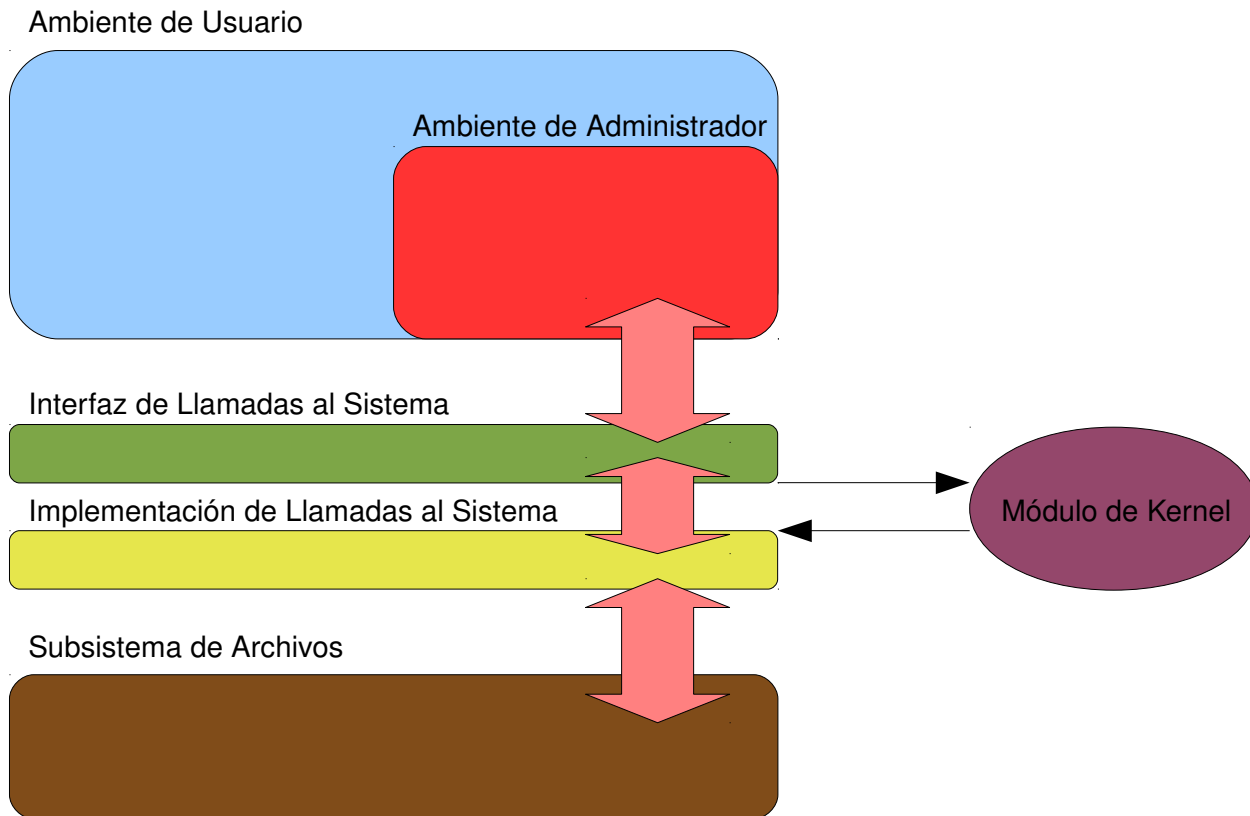 Ambiente de Usuario
Ambiente de Administrador
Interfaz de Llamadas al Sistema
Implementación de Llamadas al Sistema
Módulo de Kernel
Subsistema de Archivos